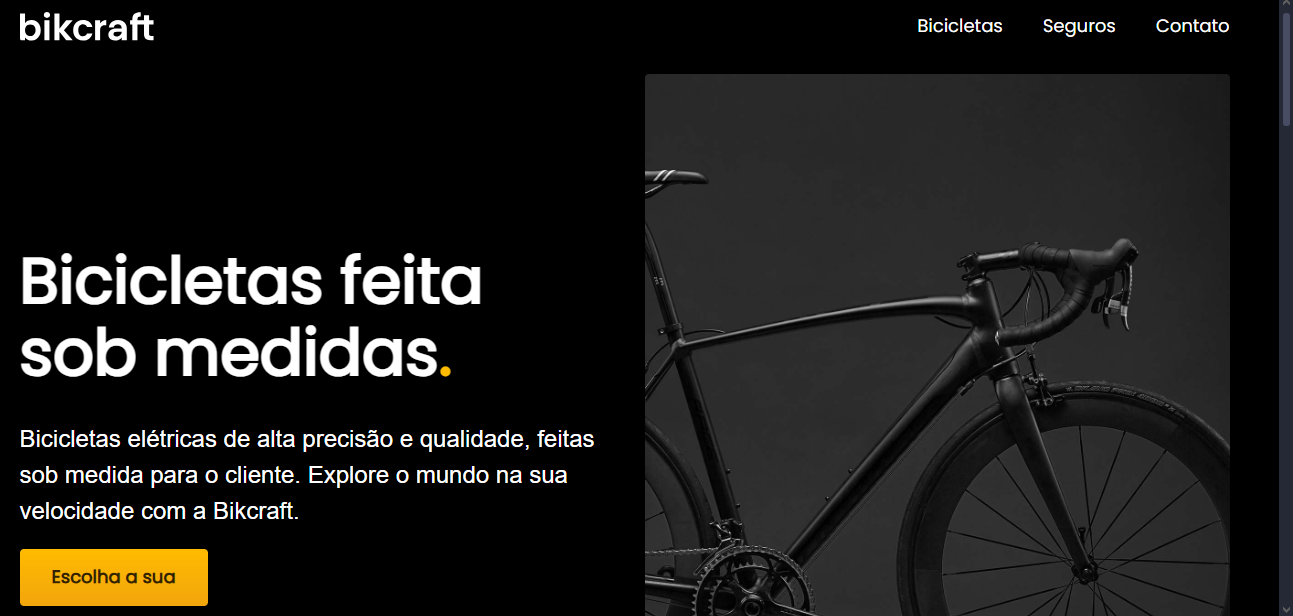 bikcraft
Bicicletas Seguros Contato
Bicicletas feita
sob medidas.
Bicicletas elétricas de alta precisão e qualidade, feitas
sob medida para o cliente. Explore o mundo na sua
velocidade com a Bikcraft.
Escolha a sua